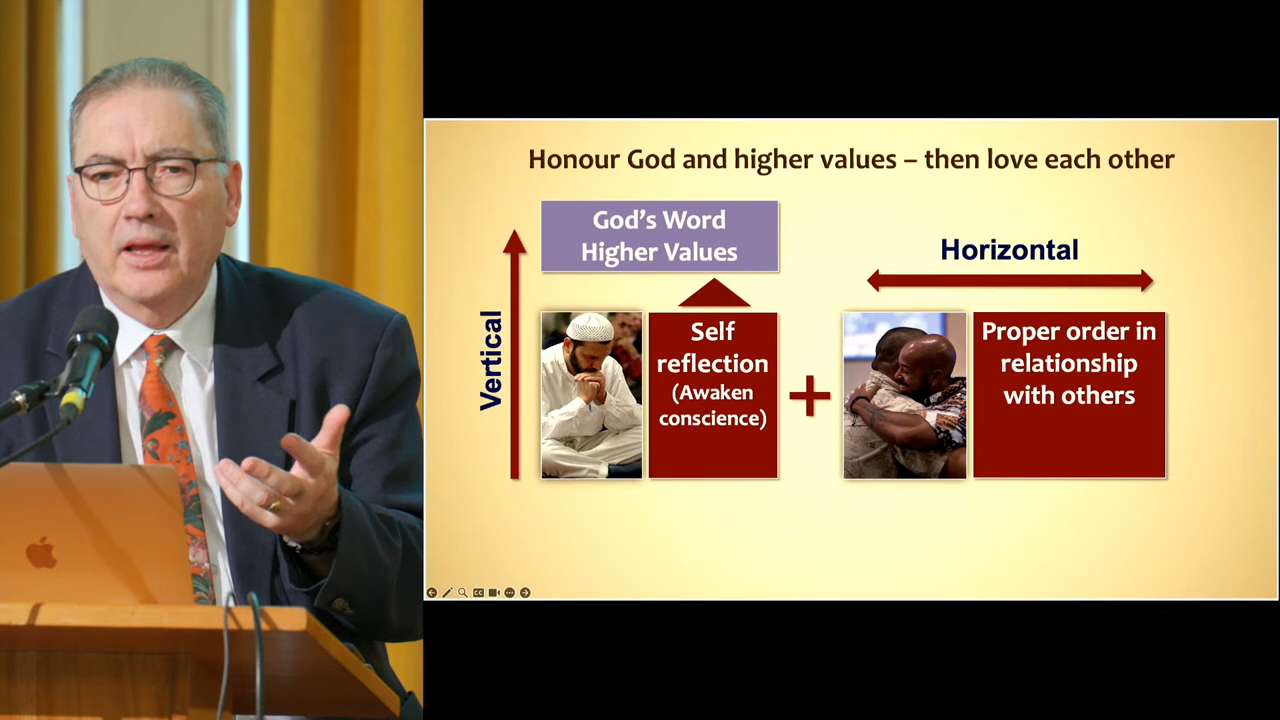 Honour God and higher values – then love each other
God's Word
Higher Values
Vertical
Self
reflection
(Awaken
conscience)
Horizontal
Proper order in
relationship
with others